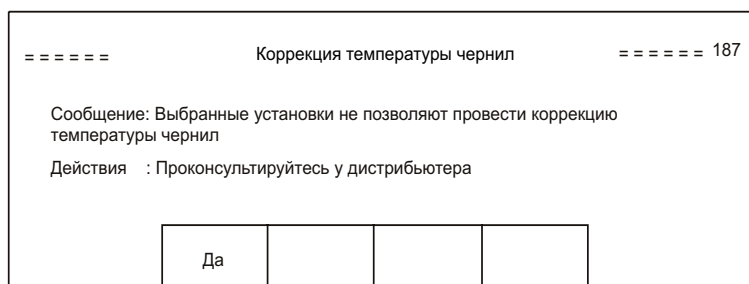 = = = = = = Коррекция температуры чернил = = = = = = 187
Сообщение: Выбранные установки не позволяют провести коррекцию
температуры чернил
Действия : Проконсультируйтесь у дистрибьютера
Да